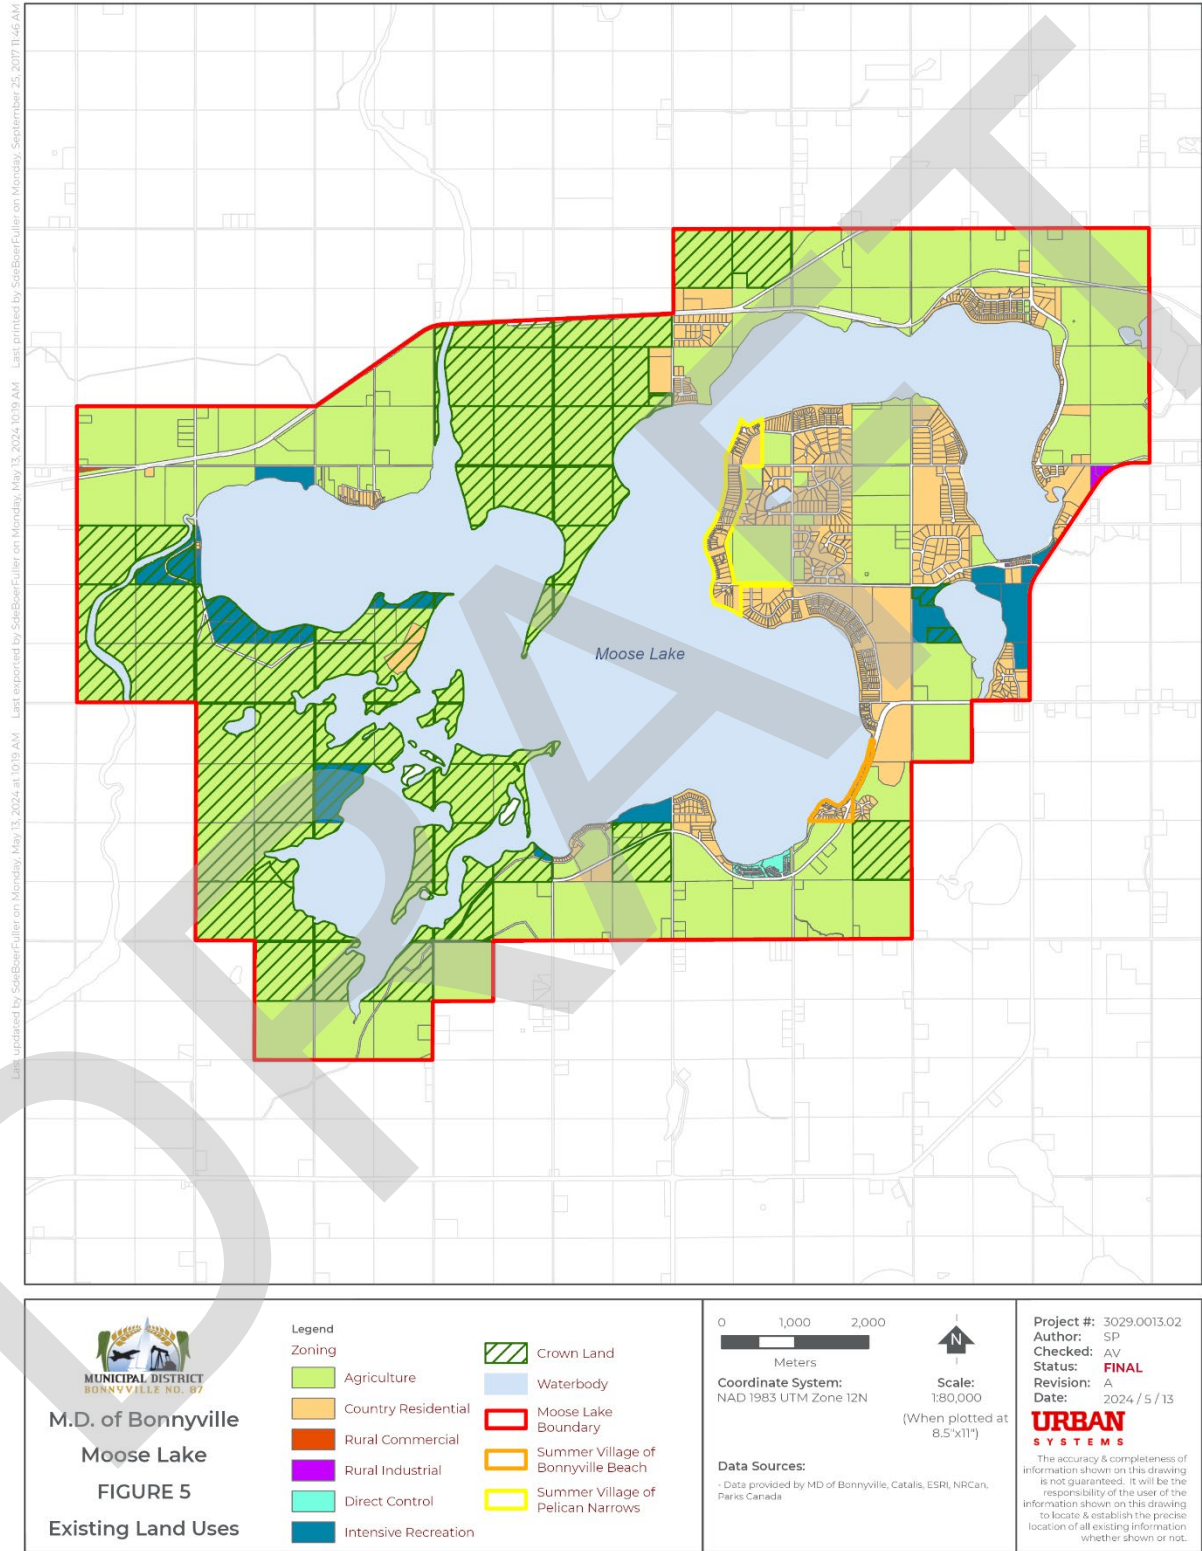 Last updated by SdeBoerFuller on Monday, May 13, 2024 at 10:19 AM Last exported by SdeBoerFuller on Monday, May 13, 2024 10:19 AM Last printed by SdeBoerFuller on Monday, September 25, 2017 11:46 AM
DRAFT
Moose Lake
MUNICIPAL DISTRICT
BONNYVILLE NO. 87
M.D. of Bonnyville
Moose Lake
FIGURE 5
Existing Land Uses
Legend
Zoning
Agriculture
Country Residential
Rural Commercial
Rural Industrial
Direct Control
Intensive Recreation
Crown Land
Waterbody
Moose Lake
Boundary
Summer Village of
Bonnyville Beach
Summer Village of
Pelican Narrows
0 1,000 2,000
Meters
Coordinate System:
NAD 1983 UTM Zone 12N
N
Scale:
1:80,000
(When plotted at
8.5"x11")
Data Sources:
- Data provided by MD of Bonnyville, Catalis, ESRI, NRCan,
Parks Canada
Project #: 3029.0013.02
Author: SP
Checked: AV
Status: FINAL
Revision: A
Date: 2024 / 5 / 13
URBAN
SYSTEMS
The accuracy & completeness of
information shown on this drawing
is not guaranteed. It will be the
responsibility of the user of the
information shown on this drawing
to locate & establish the precise
location of all existing information
whether shown or not.